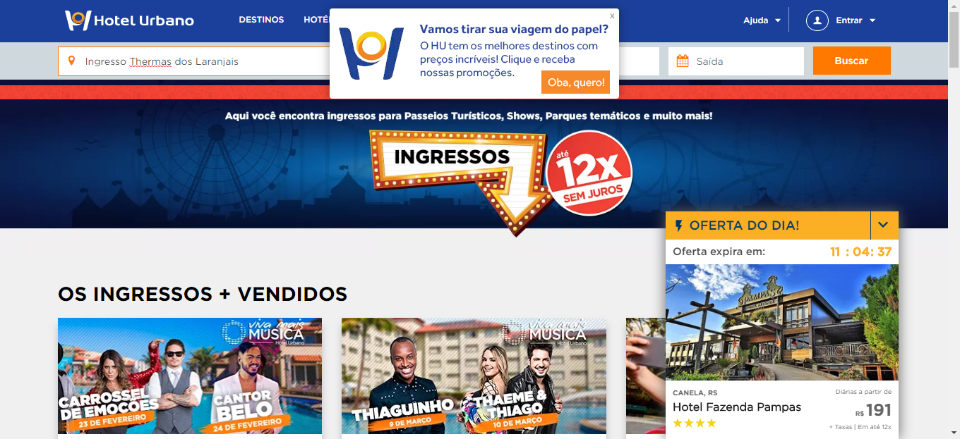 Hotel Urbano
DESTINOS
HOTÉ
Ajuda
Entrar
x
Vamos tirar sua viagem do papel?
O HU tem os melhores destinos com
preços incríveis! Clique e receba
nossas promoções.
Oba, quero!
Ingresso Thermas dos Laranjais
Saída
Buscar
Aqui você encontra ingressos para Passeios Turísticos, Shows, Parques temáticos e muito mais!
INGRESSOS
até
12x
SEM JUROS
OFERTA DO DIA!
Oferta expira em:
11 : 04: 37
OS INGRESSOS + VENDIDOS
viva mais
MÚSICA
Hotel Urbano
CARROSSEL
DE EMOÇÕES
23 DE FEVEREIRO
CANTOR
BELO
24 DE FEVEREIRO
viva mais
MÚSICA
Hotel Urbano
THIAGUINHO
9 DE MARÇO
THAEME &
THIAGO
10 DE MARÇO
CANELA, RS
Diárias a partir de
Hotel Fazenda Pampas
R$ 191
+ Taxas | Em até 12x